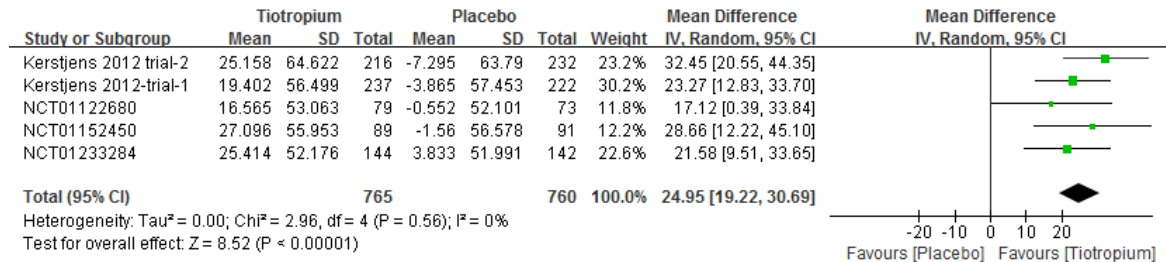 Tiotropium Placebo Mean Difference Mean Difference
Study or Subgroup Mean SD Total Mean SD Total Weight IV, Random, 95% CI IV, Random, 95% CI
Kerstjens 2012 trial-2 25.158 64.622 216 -7.295 63.79 232 23.2% 32.45 [20.55, 44.35]
Kerstjens 2012-trial-1 19.402 56.499 237 -3.865 57.453 222 30.2% 23.27 [12.83, 33.70]
NCT01122680 16.565 53.063 79 -0.552 52.101 73 11.8% 17.12 [0.39, 33.84]
NCT01152450 27.096 55.953 89 -1.56 56.578 91 12.2% 28.66 [12.22, 45.10]
NCT01233284 25.414 52.176 144 3.833 51.991 142 22.6% 21.58 [9.51, 33.65]
Total (95% CI) 765 760 100.0% 24.95 [19.22, 30.69]
Heterogeneity: Tau² = 0.00; Chi² = 2.96, df = 4 (P = 0.56); I² = 0%
Test for overall effect: Z = 8.52 (P < 0.00001)
-20 -10 0 10 20
Favours [Placebo] Favours [Tiotropium]